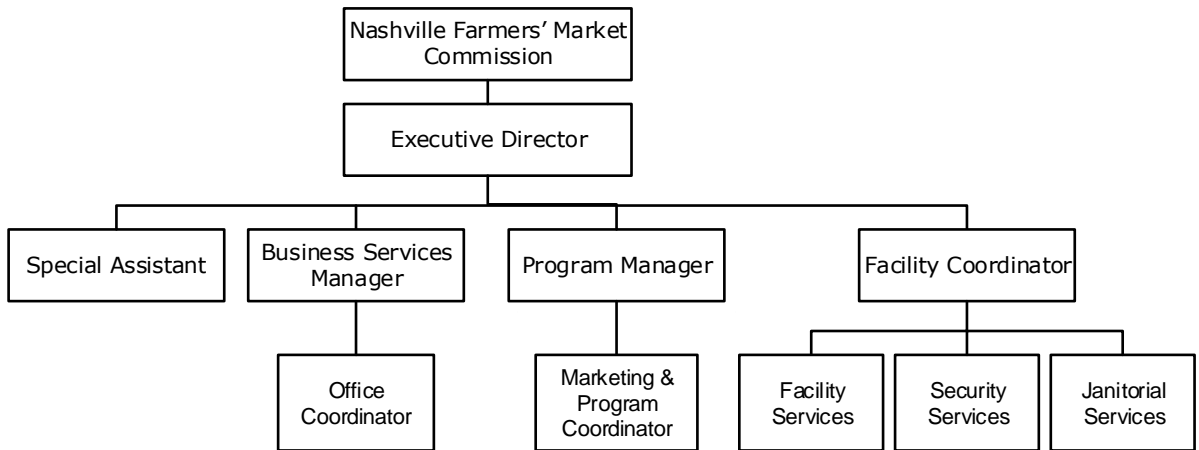 Nashville Farmers’ Market
Commission
Executive Director
Special Assistant
Business Services
Manager
Program Manager
Facility Coordinator
Office
Coordinator
Marketing &
Program
Coordinator
Facility
Services
Security
Services
Janitorial
Services